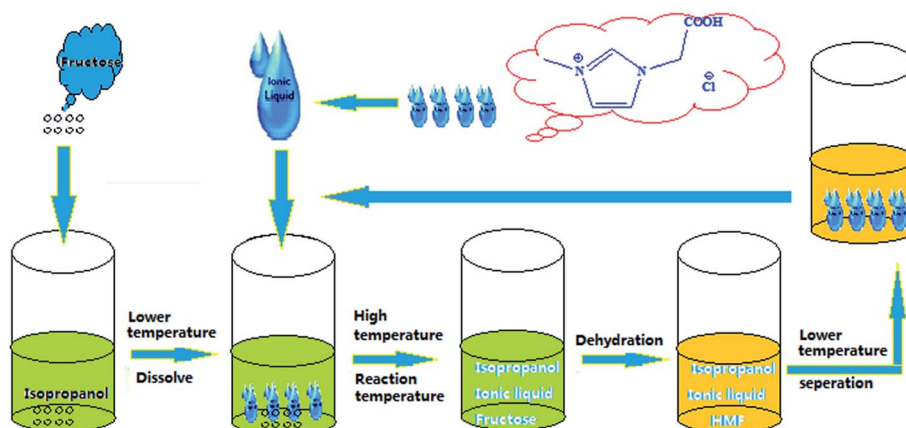 Fructose
Ionic
Liquid
COOH
N
⊕
N
⊖
Cl
Isopropanol
Lower
temperature
Dissolve
High
temperature
Reaction
temperature
Isopropanol
Ionic liquid
Fructose
Dehydration
Isopropanol
Ionic liquid
HMF
Lower
temperature
seperation